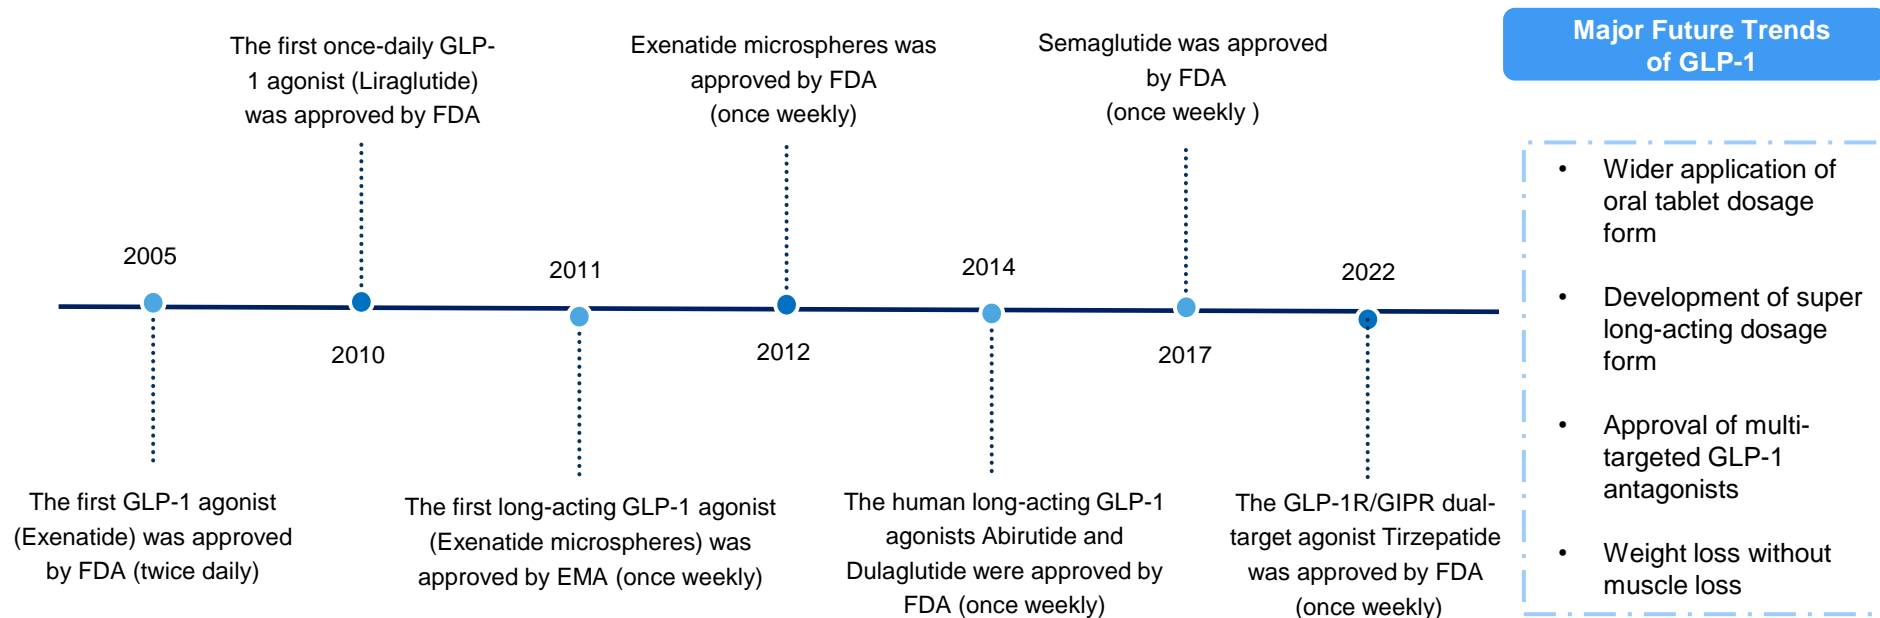 The first once-daily GLP-
1 agonist (Liraglutide)
was approved by FDA
Exenatide microspheres was
approved by FDA
(once weekly)
Semaglutide was approved
by FDA
(once weekly )
2005
2010
2011
2012
2014
2017
2022
The first GLP-1 agonist
(Exenatide) was approved
by FDA (twice daily)
The first long-acting GLP-1 agonist
(Exenatide microspheres) was
approved by EMA (once weekly)
The human long-acting GLP-1
agonists Abirutide and
Dulaglutide were approved by
FDA (once weekly)
The GLP-1R/GIPR dual-
target agonist Tirzepatide
was approved by FDA
(once weekly)
Major Future Trends
of GLP-1
• Wider application of
oral tablet dosage
form
• Development of super
long-acting dosage
form
• Approval of multi-
targeted GLP-1
antagonists
• Weight loss without
muscle loss